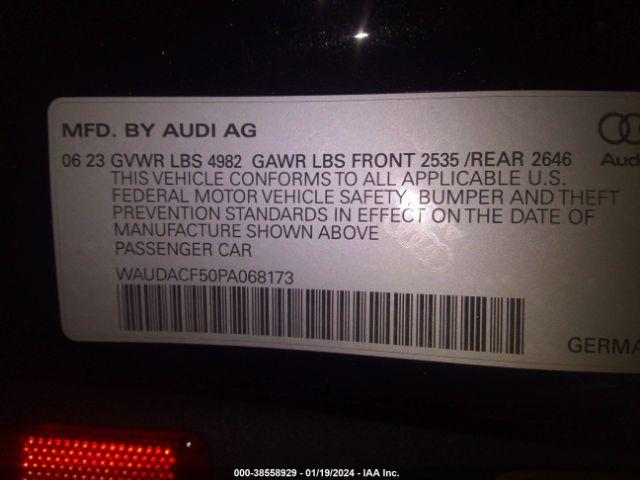 MFD. BY AUDI AG
06 23 GVWR LBS 4982 GAWR LBS FRONT 2535 /REAR 2646
THIS VEHICLE CONFORMS TO ALL APPLICABLE U.S.
FEDERAL MOTOR VEHICLE SAFETY, BUMPER AND THEFT
PREVENTION STANDARDS IN EFFECT ON THE DATE OF
MANUFACTURE SHOWN ABOVE
PASSENGER CAR
WAUDACF50PA068173
Aud
GERMA
000-38558929 - 01/19/2024 - IAA Inc.